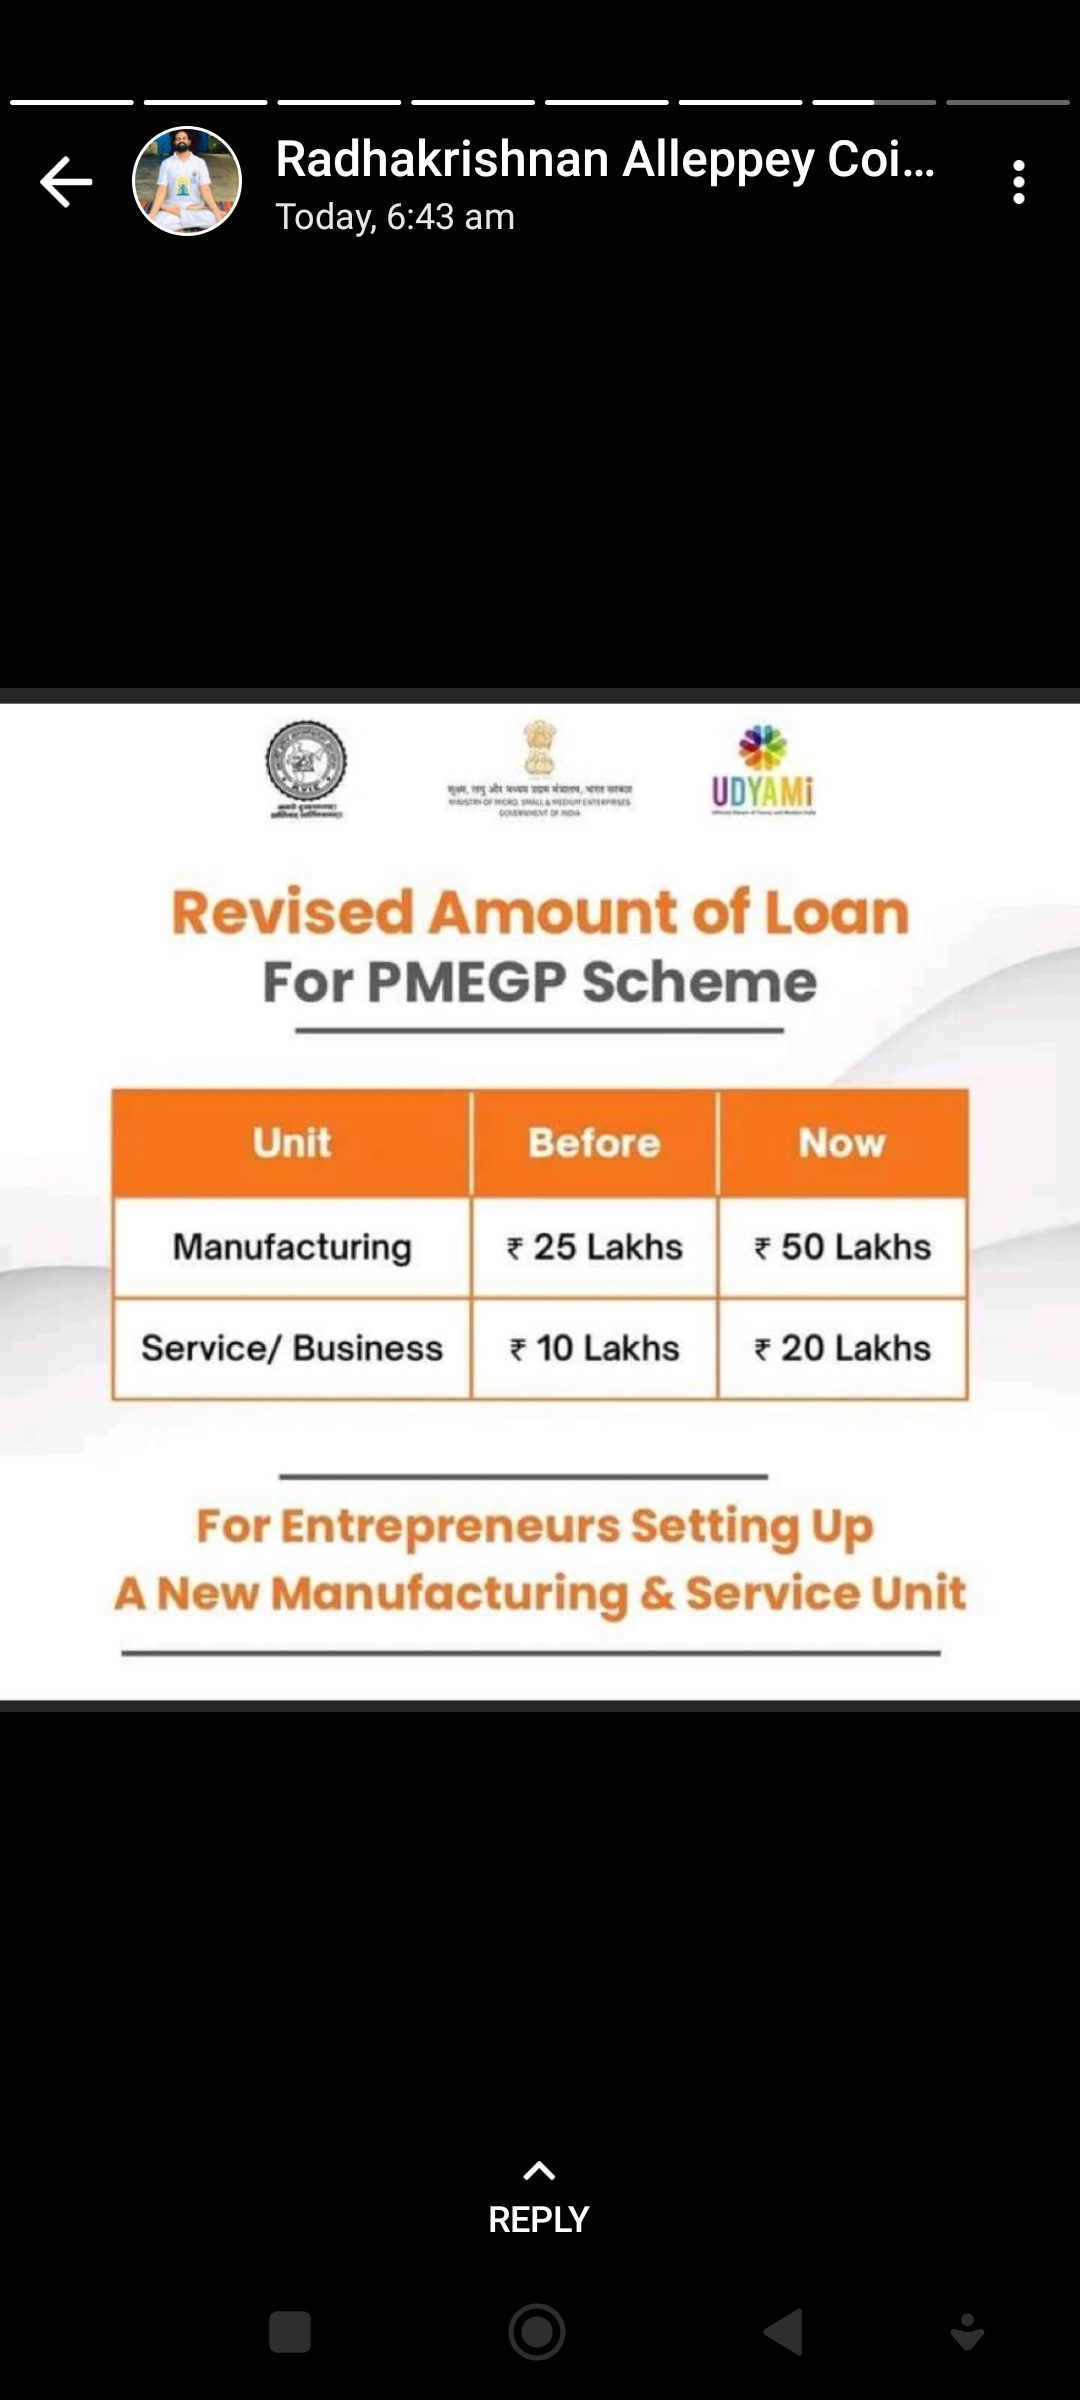 Radhakrishnan Alleppey Coi...
Today, 6:43 am
सूक्ष्म, लघु और मध्यम उद्यम मंत्रालय, भारत सरकार
MINISTRY OF MICRO, SMALL & MEDIUM ENTERPRISES
GOVERNMENT OF INDIA
UDYAMi
Revised Amount of Loan
For PMEGP Scheme
Unit Before Now
Manufacturing ₹ 25 Lakhs ₹ 50 Lakhs
Service/ Business ₹ 10 Lakhs ₹ 20 Lakhs
For Entrepreneurs Setting Up
A New Manufacturing & Service Unit
REPLY